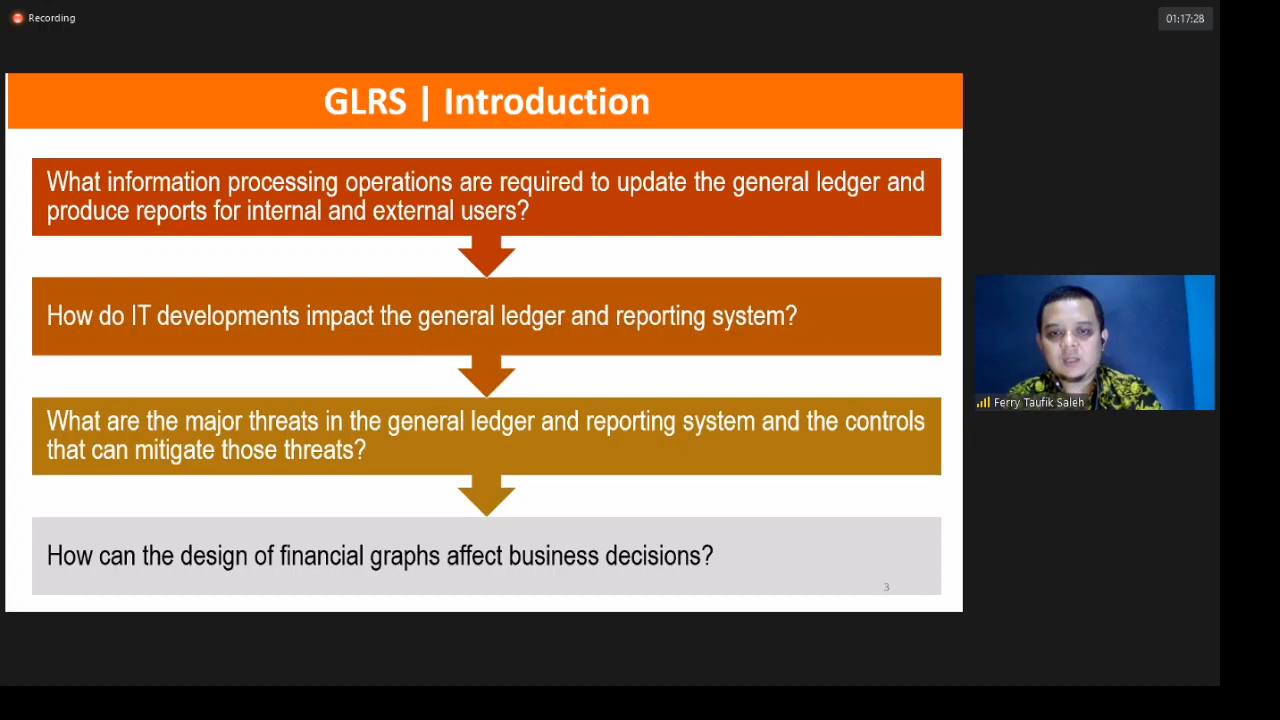 Recording
01:17:28
GLRS | Introduction
What information processing operations are required to update the general ledger and
produce reports for internal and external users?
How do IT developments impact the general ledger and reporting system?
What are the major threats in the general ledger and reporting system and the controls
that can mitigate those threats?
How can the design of financial graphs affect business decisions?
3
Ferry Taufik Saleh